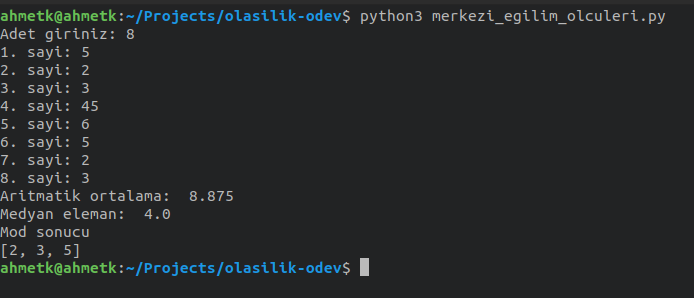 ahmetk@ahmetk:~/Projects/olasilik-odev$ python3 merkezi_egilim_olculeri.py
Adet giriniz: 8
1. sayi: 5
2. sayi: 2
3. sayi: 3
4. sayi: 45
5. sayi: 6
6. sayi: 5
7. sayi: 2
8. sayi: 3
Aritmatik ortalama:  8.875
Medyan eleman:  4.0
Mod sonucu
[2, 3, 5]
ahmetk@ahmetk:~/Projects/olasilik-odev$